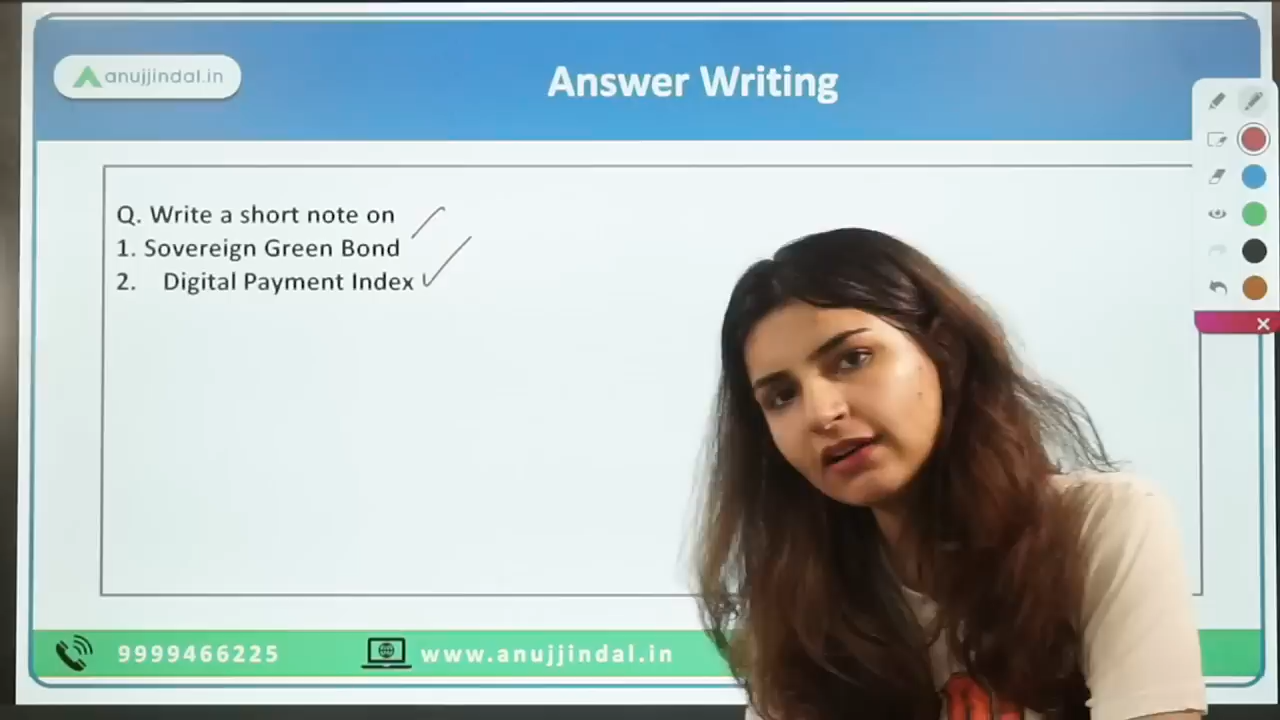 anujjindal.in
Answer Writing
Q. Write a short note on
1. Sovereign Green Bond
2. Digital Payment Index
9999466225
www.anujjindal.in